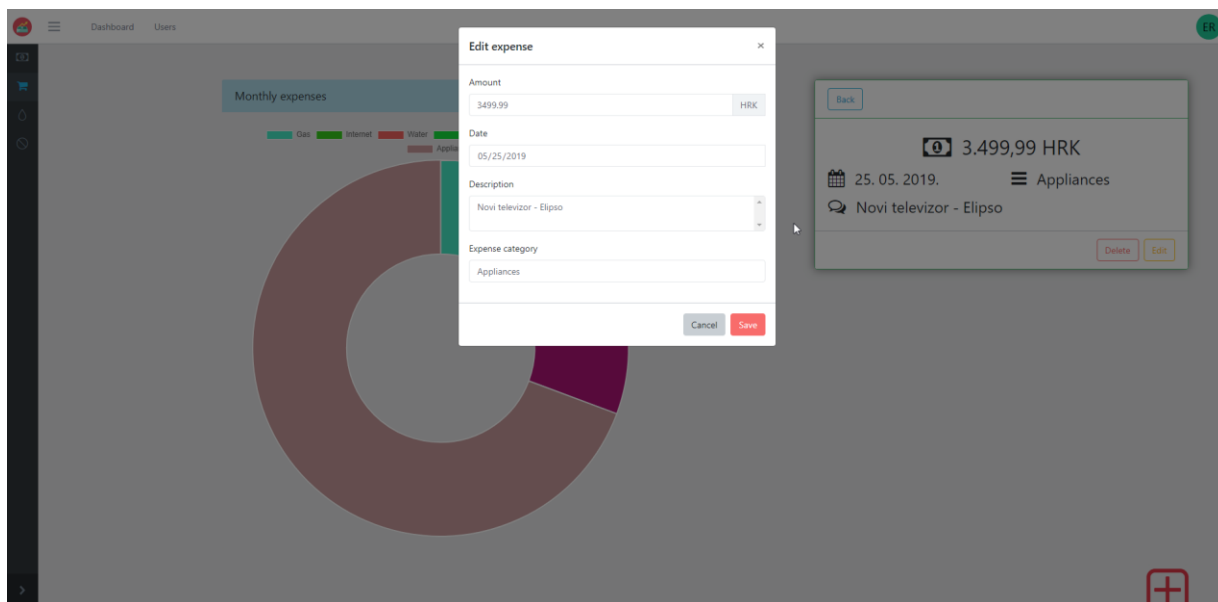 Dashboard Users
ER
Edit expense ×
Amount
3499.99 HRK
Date
05/25/2019
Description
Novi televizor - Elipso
Expense category
Appliances
Cancel Save
Monthly expenses
Gas Internet Water
Back
3.499,99 HRK
25. 05. 2019. Appliances
Novi televizor - Elipso
Delete Edit